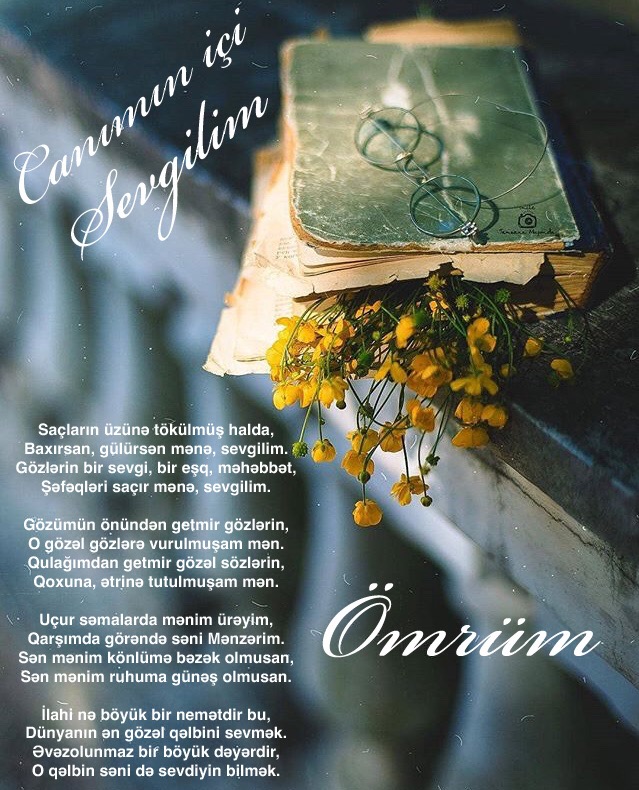 Canımın içi
Sevgilim
Saçların üzünə tökülmüş halda,
Baxırsan, gülürsən mənə, sevgilim.
Gözlərin bir sevgi, bir eşq, məhəbbət,
Şəfəqləri saçır mənə, sevgilim.
Gözümün önündən getmir gözlərin,
O gözəl gözlərə vurulmuşam mən.
Qulağımdan getmir gözəl sözlərin,
Qoxuna, ətrinə tutulmuşam mən.
Ömrüm
Uçur səmalarda mənim ürəyim,
Qarşımda görəndə səni Mənzərim.
Sən mənim könlümə bəzək olmusan,
Sən mənim ruhuma günəş olmusan.
İlahi nə böyük bir nemətdir bu,
Dünyanın ən gözəl qəlbini sevmək.
Əvəzolunmaz bir böyük dəyərdir,
O qəlbin səni də sevdiyin bilmək.